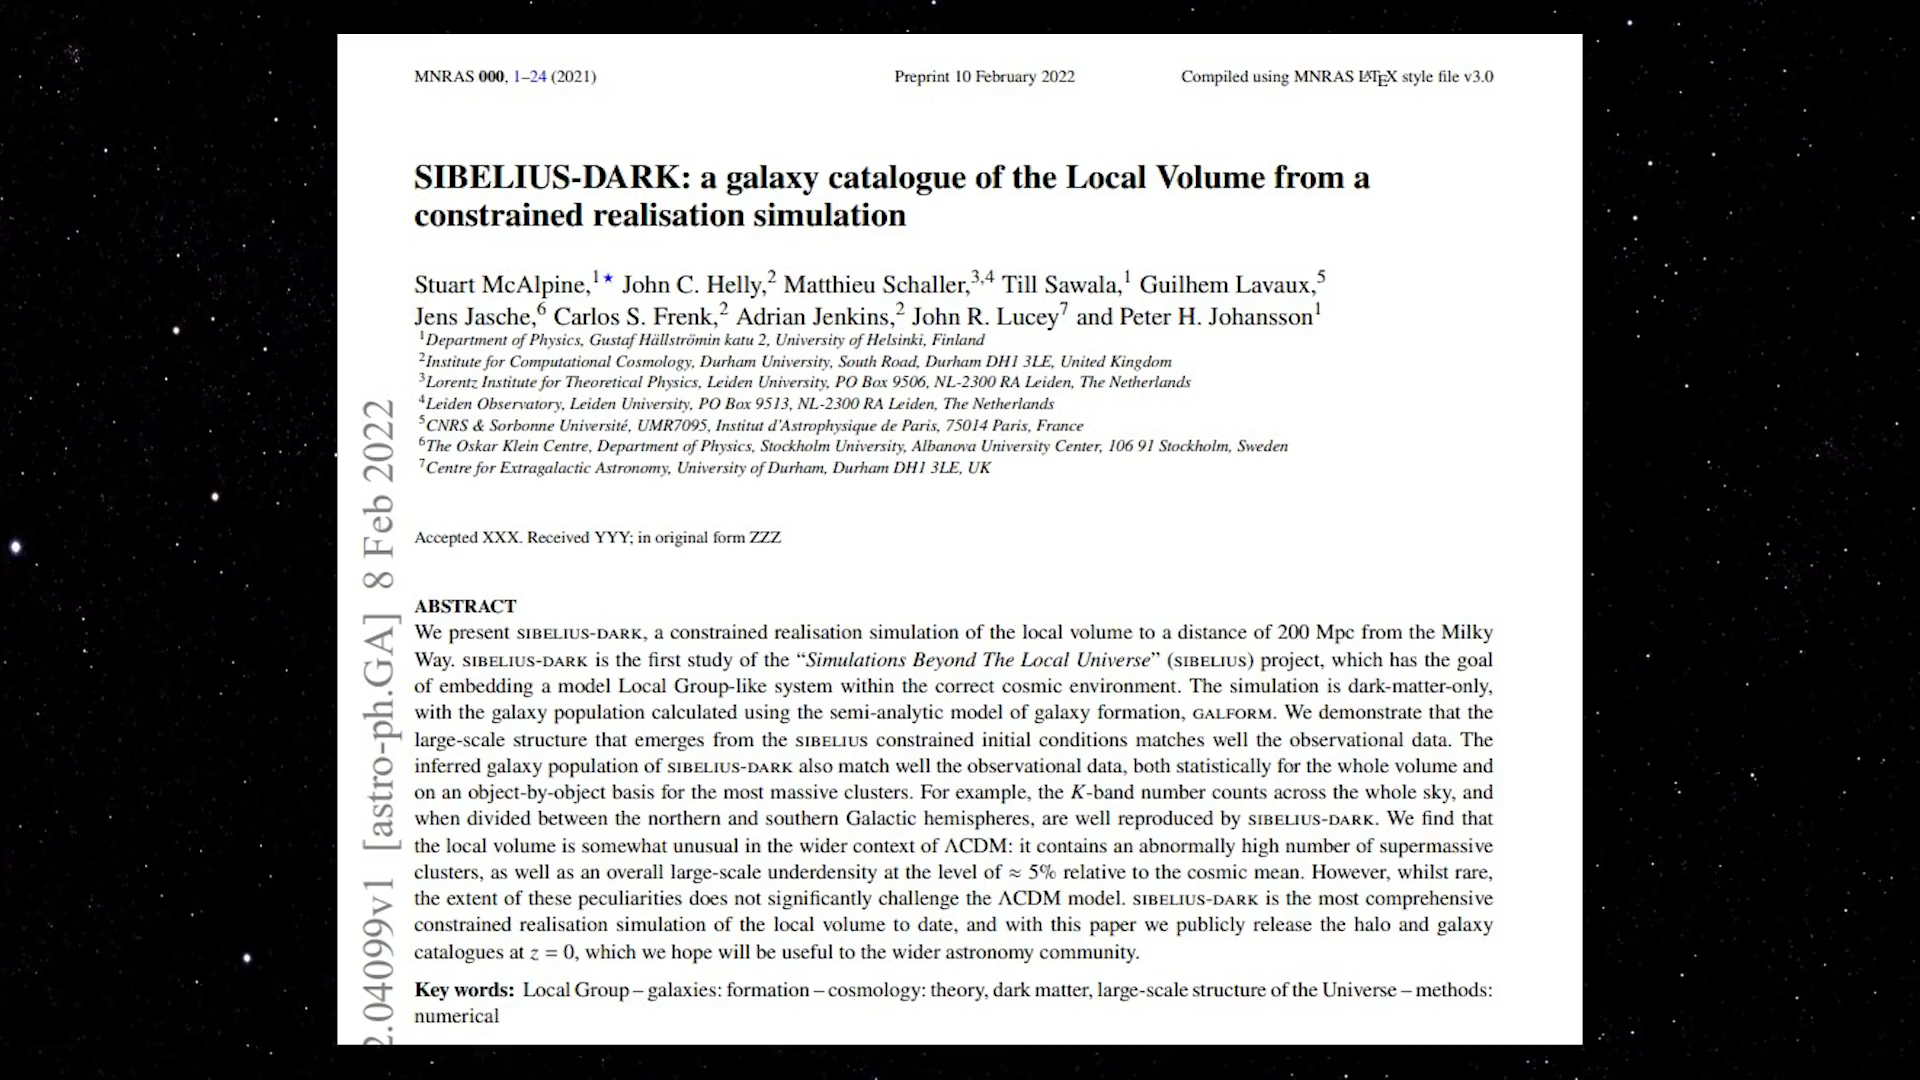 MNRAS 000, 1–24 (2021) Preprint 10 February 2022 Compiled using MNRAS LATEX style file v3.0
SIBELIUS-DARK: a galaxy catalogue of the Local Volume from a
constrained realisation simulation
Stuart McAlpine,1★ John C. Helly,2 Matthieu Schaller,3,4 Till Sawala,1 Guilhem Lavaux,5
Jens Jasche,6 Carlos S. Frenk,2 Adrian Jenkins,2 John R. Lucey7 and Peter H. Johansson1
1Department of Physics, Gustaf Hällströmin katu 2, University of Helsinki, Finland
2Institute for Computational Cosmology, Durham University, South Road, Durham DH1 3LE, United Kingdom
3Lorentz Institute for Theoretical Physics, Leiden University, PO Box 9506, NL-2300 RA Leiden, The Netherlands
4Leiden Observatory, Leiden University, PO Box 9513, NL-2300 RA Leiden, The Netherlands
5CNRS & Sorbonne Université, UMR7095, Institut d'Astrophysique de Paris, 75014 Paris, France
6The Oskar Klein Centre, Department of Physics, Stockholm University, Albanova University Center, 106 91 Stockholm, Sweden
7Centre for Extragalactic Astronomy, University of Durham, Durham DH1 3LE, UK
Accepted XXX. Received YYY; in original form ZZZ
ABSTRACT
We present SIBELIUS-DARK, a constrained realisation simulation of the local volume to a distance of 200 Mpc from the Milky
Way. SIBELIUS-DARK is the first study of the “Simulations Beyond The Local Universe” (SIBELIUS) project, which has the goal
of embedding a model Local Group-like system within the correct cosmic environment. The simulation is dark-matter-only,
with the galaxy population calculated using the semi-analytic model of galaxy formation, GALFORM. We demonstrate that the
large-scale structure that emerges from the SIBELIUS constrained initial conditions matches well the observational data. The
inferred galaxy population of SIBELIUS-DARK also match well the observational data, both statistically for the whole volume and
on an object-by-object basis for the most massive clusters. For example, the K-band number counts across the whole sky, and
when divided between the northern and southern Galactic hemispheres, are well reproduced by SIBELIUS-DARK. We find that
the local volume is somewhat unusual in the wider context of ΛCDM: it contains an abnormally high number of supermassive
clusters, as well as an overall large-scale underdensity at the level of ≈ 5% relative to the cosmic mean. However, whilst rare,
the extent of these peculiarities does not significantly challenge the ΛCDM model. SIBELIUS-DARK is the most comprehensive
constrained realisation simulation of the local volume to date, and with this paper we publicly release the halo and galaxy
catalogues at z = 0, which we hope will be useful to the wider astronomy community.
Key words: Local Group – galaxies: formation – cosmology: theory, dark matter, large-scale structure of the Universe – methods:
numerical
2.04099v1 [astro-ph.GA] 8 Feb 2022